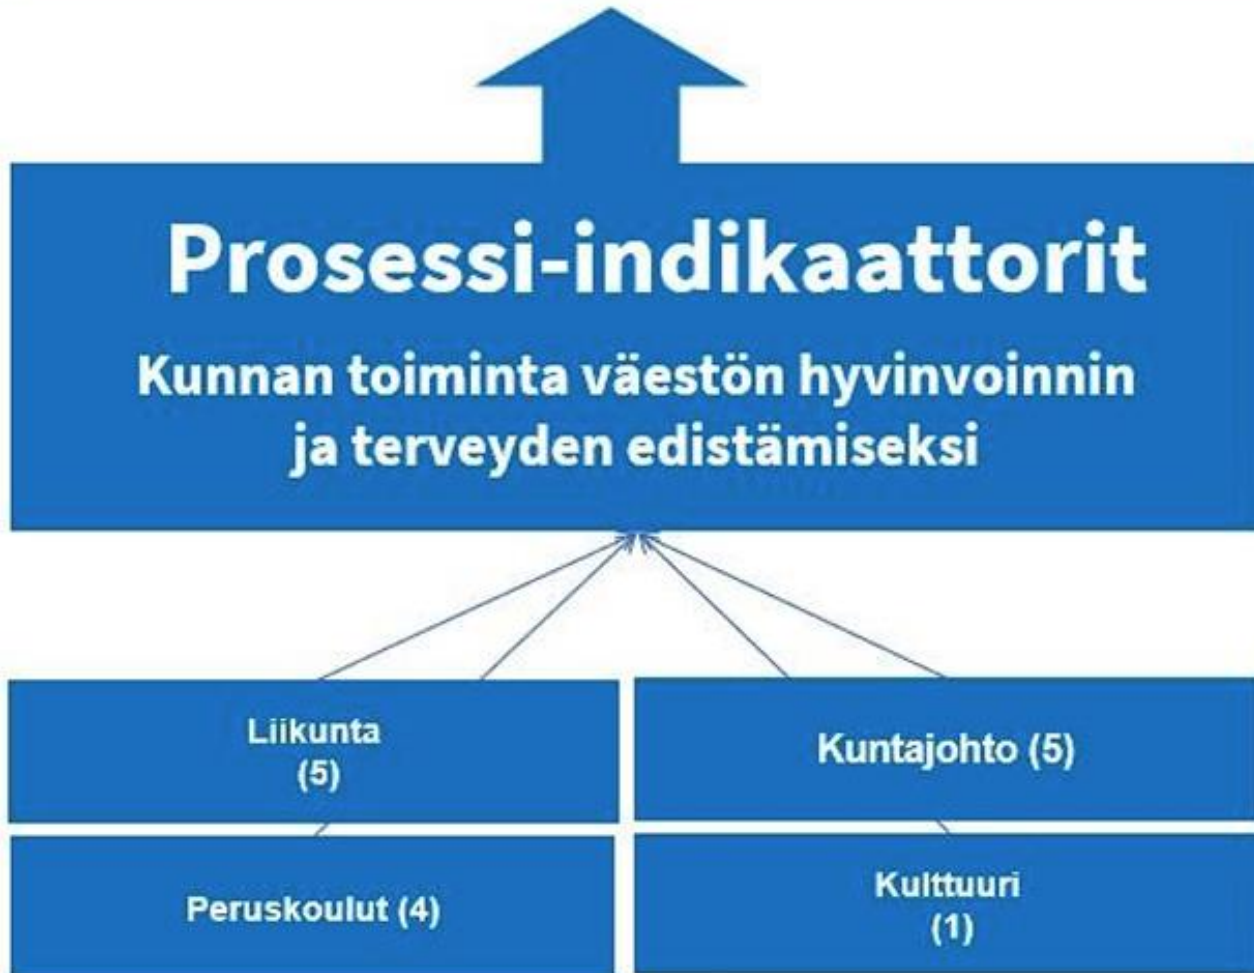 Prosessi-indikaattorit
Kunnan toiminta väestön hyvinvoinnin
ja terveyden edistämiseksi
Liikunta
(5)
Kuntajohto (5)
Peruskoulut (4)
Kulttuuri
(1)